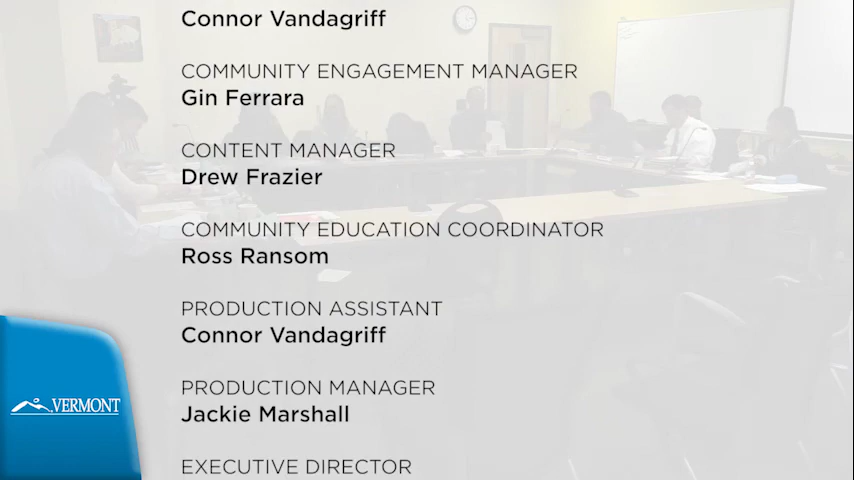 Connor Vandagriff
COMMUNITY ENGAGEMENT MANAGER
Gin Ferrara
CONTENT MANAGER
Drew Frazier
COMMUNITY EDUCATION COORDINATOR
Ross Ransom
PRODUCTION ASSISTANT
Connor Vandagriff
PRODUCTION MANAGER
Jackie Marshall
EXECUTIVE DIRECTOR
VERMONT